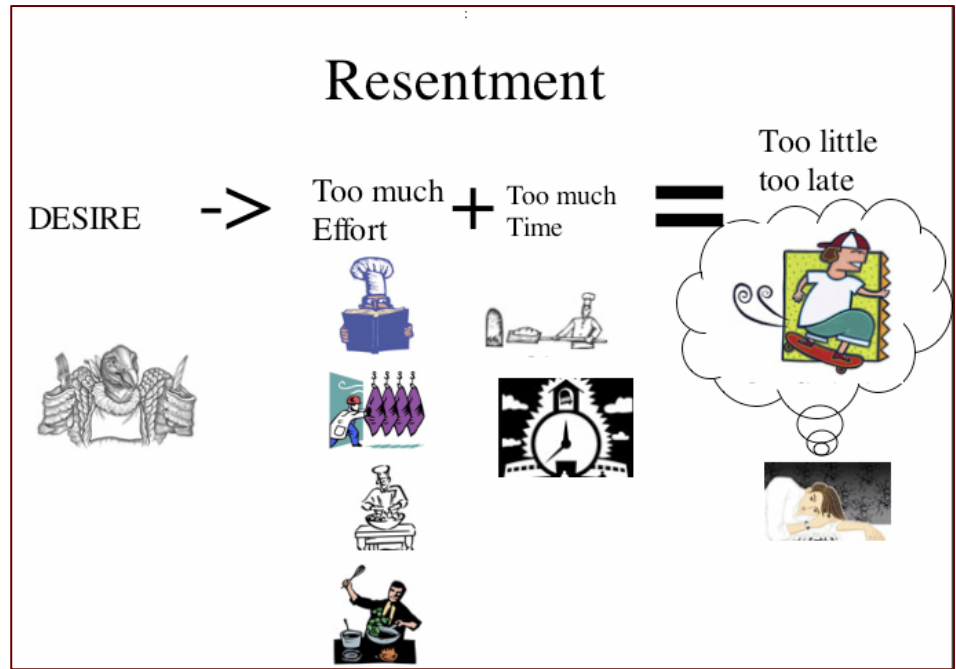 :
Resentment
DESIRE
->
Too much
Effort
+
Too much
Time
=
Too little
too late
$ $ $ $